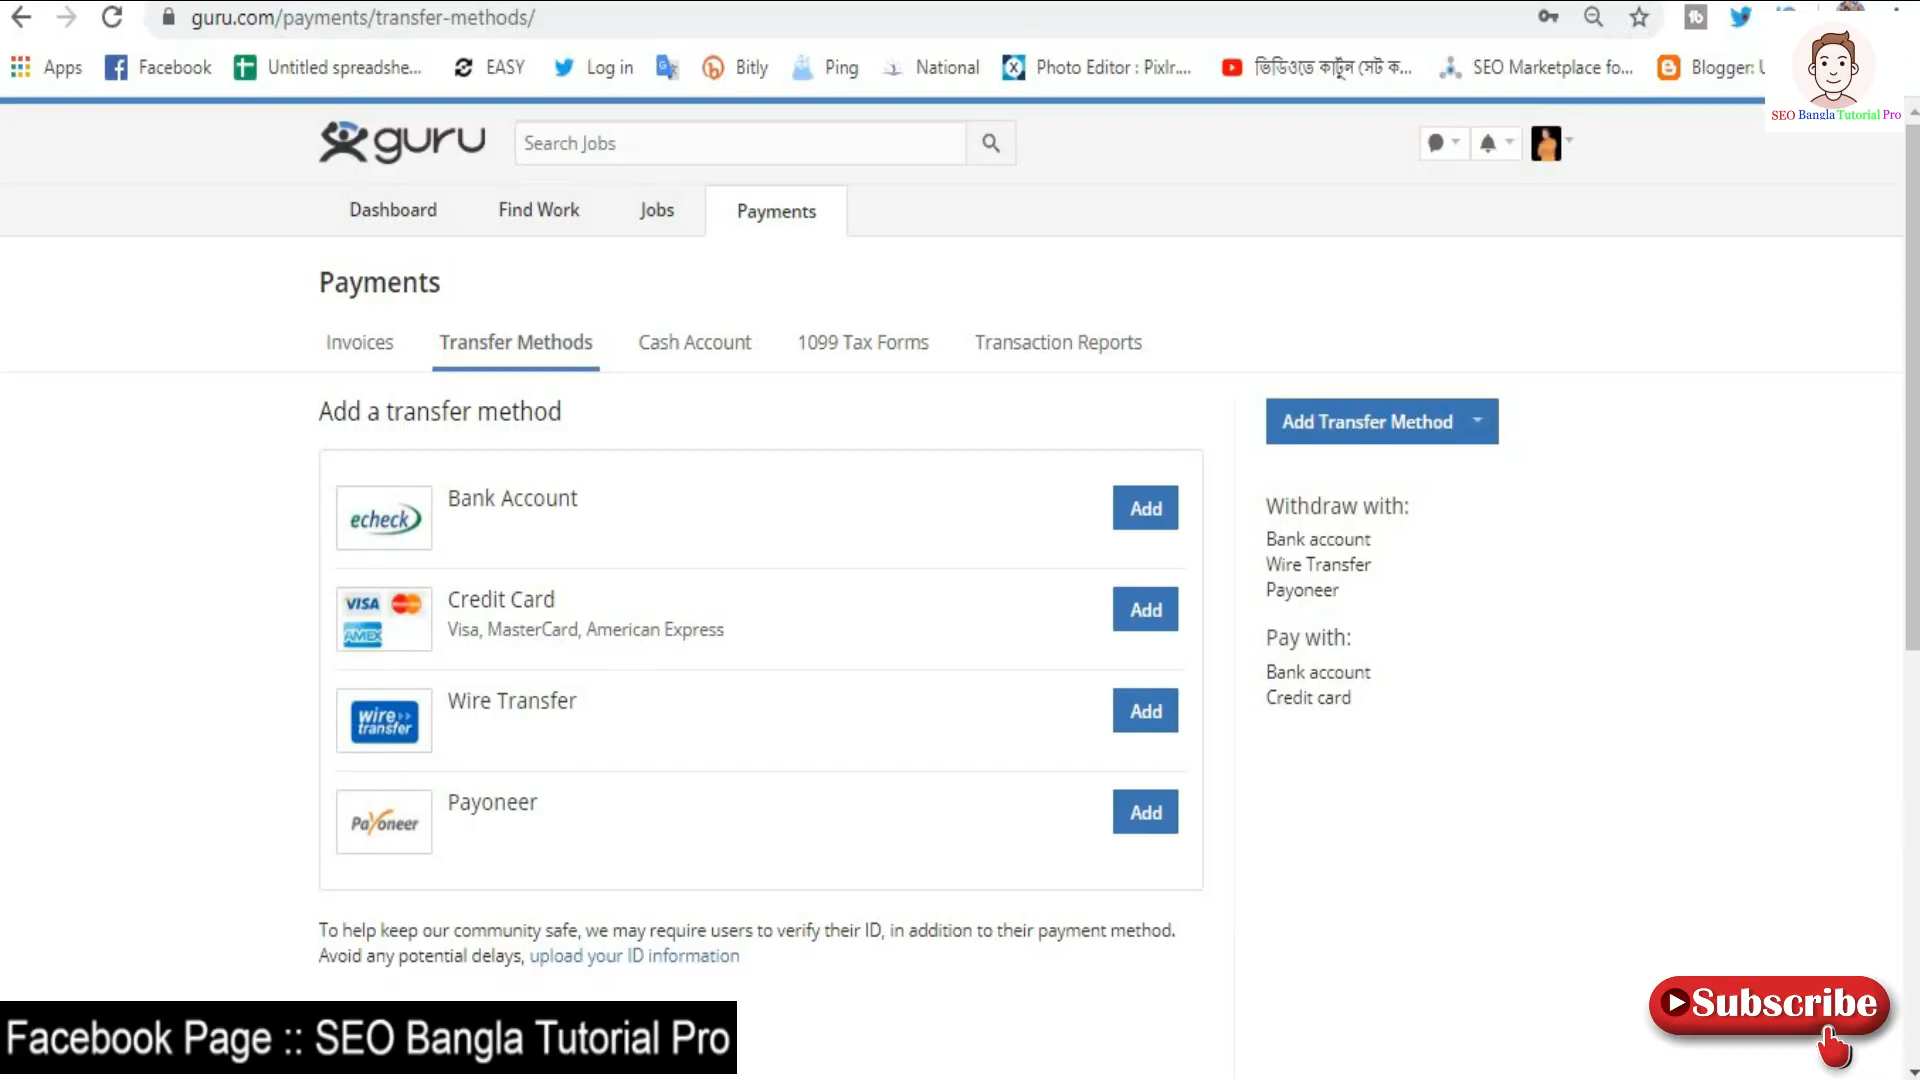 guru.com/payments/transfer-methods/
Apps Facebook Untitled spreadshe... EASY Log in Bitly Ping National Photo Editor : Pixlr.... ভিডিওতে কার্টুন সেট ক... SEO Marketplace fo... Blogger: U
SEO Bangla Tutorial Pro
guru Search Jobs
Dashboard Find Work Jobs Payments
Payments
Invoices Transfer Methods Cash Account 1099 Tax Forms Transaction Reports
Add a transfer method
Add Transfer Method
echeck Bank Account Add
VISA AMEX Credit Card Add
Visa, MasterCard, American Express
wire transfer Wire Transfer Add
Payoneer Payoneer Add
Withdraw with:
Bank account
Wire Transfer
Payoneer
Pay with:
Bank account
Credit card
To help keep our community safe, we may require users to verify their ID, in addition to their payment method.
Avoid any potential delays, upload your ID information
Subscribe
Facebook Page :: SEO Bangla Tutorial Pro